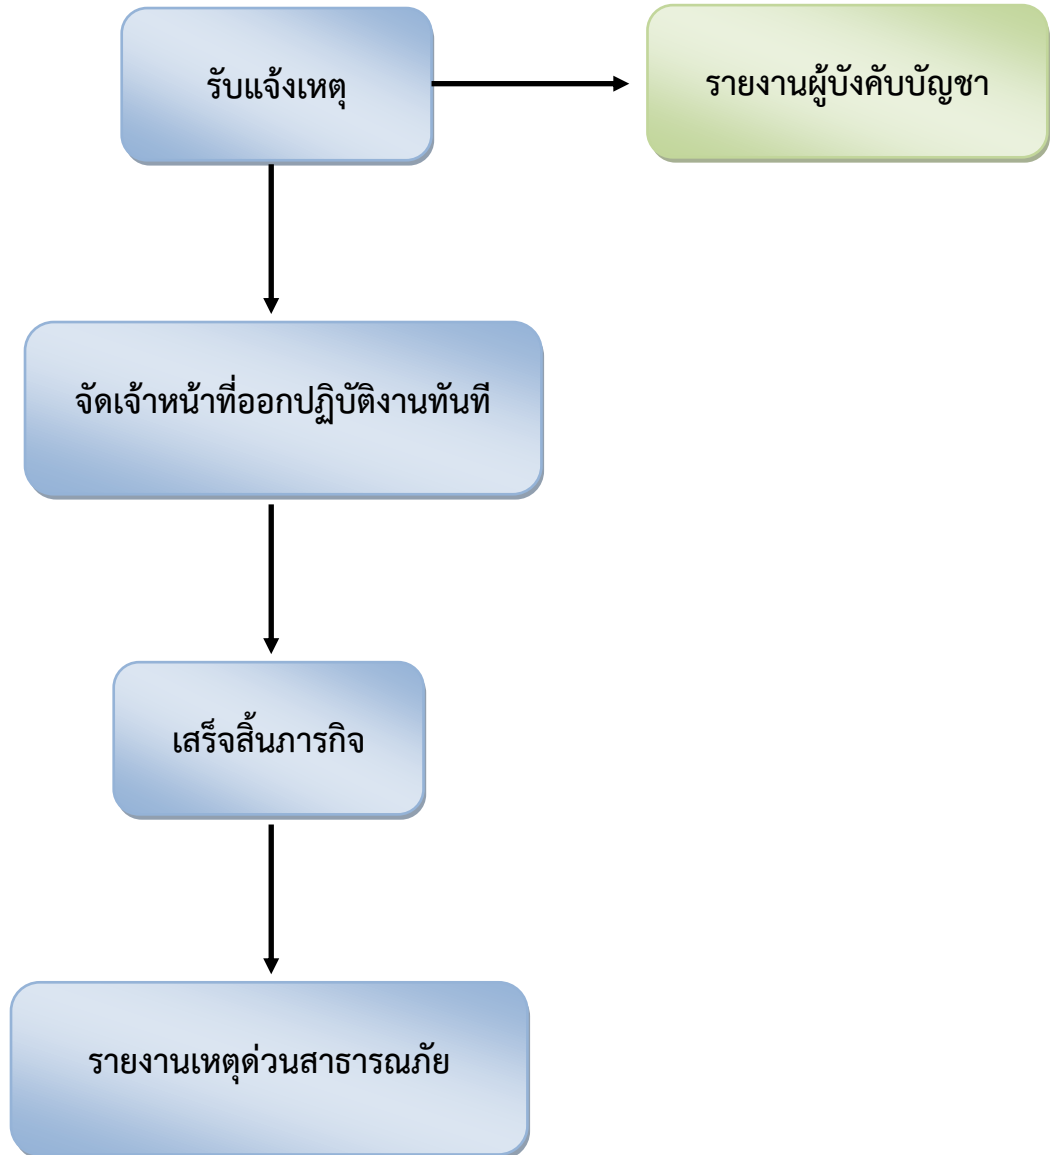 รับแจ้งเหตุ
รายงานผู้บังคับบัญชา
จัดเจ้าหน้าที่ออกปฏิบัติงานทันที
เสร็จสิ้นภารกิจ
รายงานเหตุด่วนสาธารณภัย